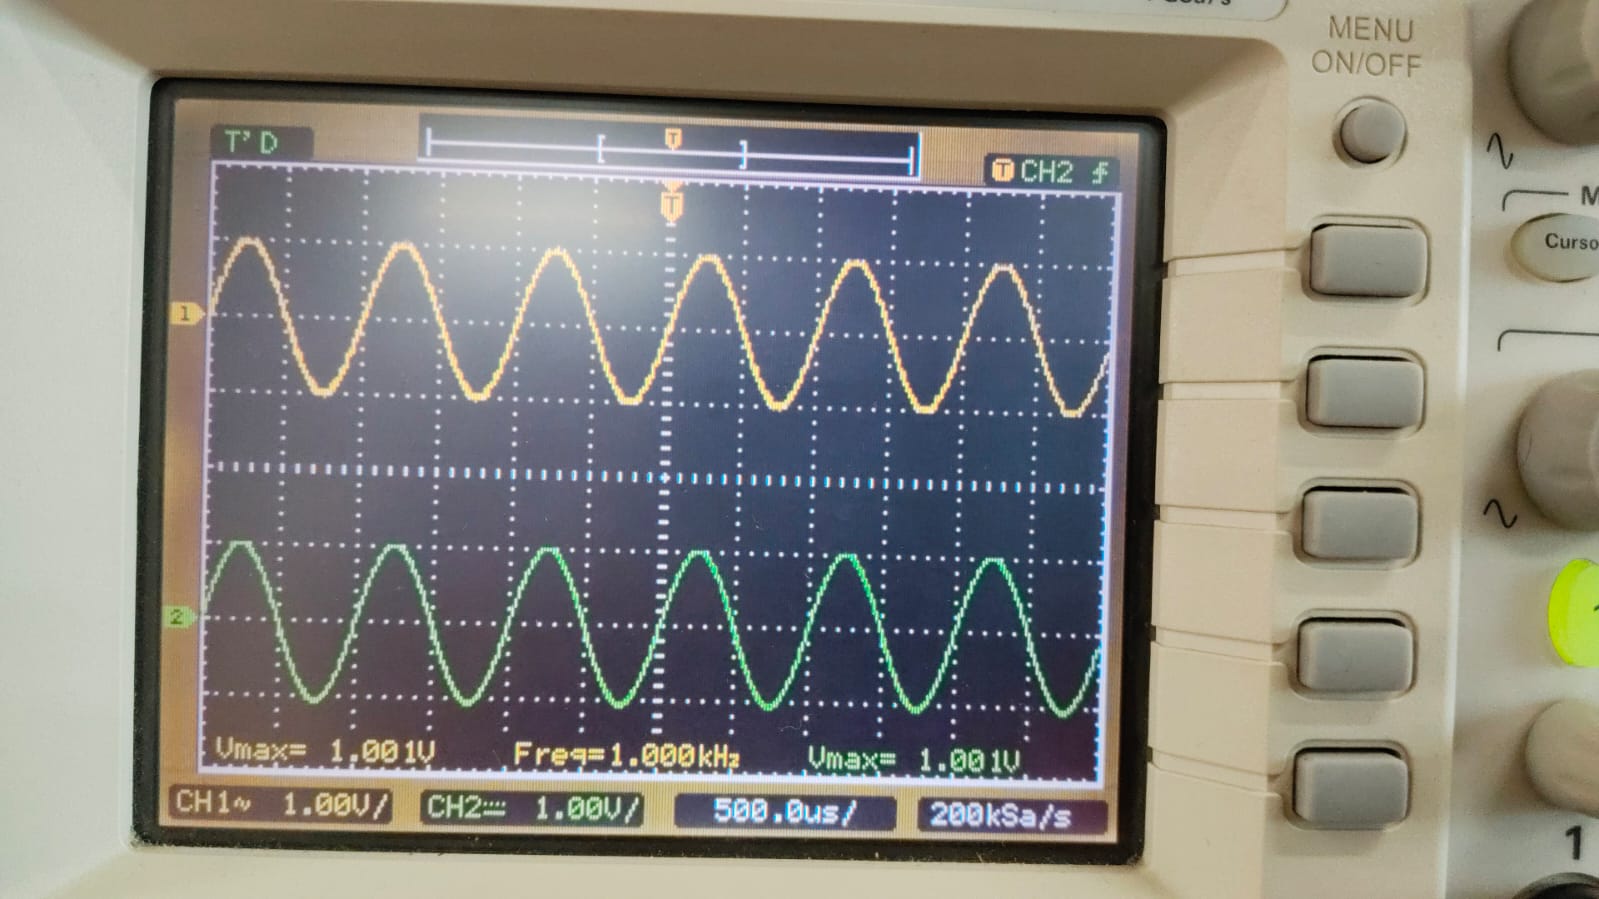 MENU
ON/OFF
T’D
T
T CH2
T
Curso
1
2
Vmax= 1.001V Freq=1.000kHz Vmax= 1.001V
CH1 1.00V/ CH2 1.00V/ 500.0us/ 200kSa/s
1